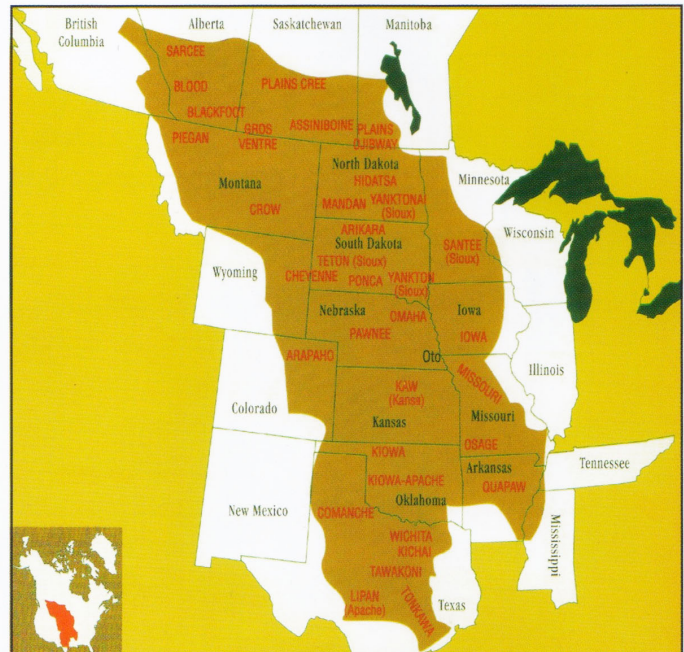 British
Columbia
Alberta
Saskatchewan
Manitoba
SARCEE
BLOOD
PLAINS CREE
BLACKFOOT
PIEGAN
GROS
VENTRE
ASSINIBOINE
PLAINS
OJIBWAY
North Dakota
HIDATSA
Minnesota
Montana
CROW
MANDAN
YANKTONAI
(Sioux)
ARIKARA
South Dakota
SANTEE
(Sioux)
Wisconsin
TETON (Sioux)
Wyoming
CHEYENNE
PONCA
YANKTON
(Sioux)
Nebraska
OMAHA
Iowa
IOWA
PAWNEE
ARAPAHO
Oto
MISSOURI
Illinois
KAW
(Kansa)
Colorado
Kansas
Missouri
OSAGE
KIOWA
Tennessee
Arkansas
KIOWA-APACHE
QUAPAW
Oklahoma
New Mexico
COMANCHE
Mississippi
WICHITA
KICHAI
TAWAKONI
LIPAN
(Apache)
TONKAWA
Texas